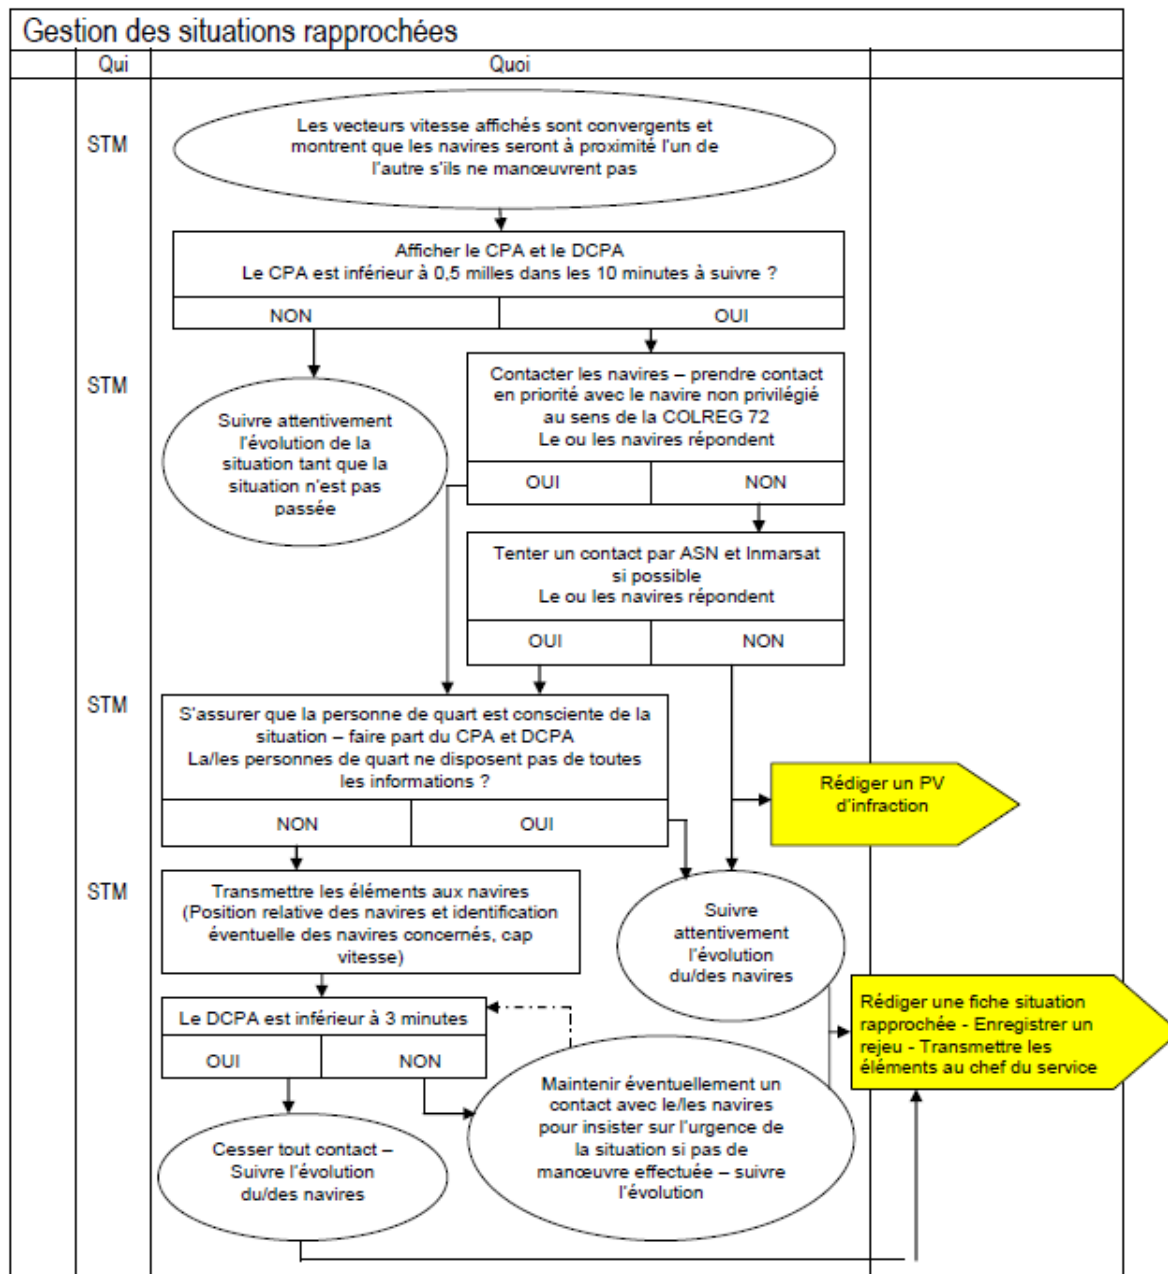 Gestion des situations rapprochées
Qui
Quoi
STM
Les vecteurs vitesse affichés sont convergents et
montrent que les navires seront à proximité l'un de
l'autre s'ils ne manœuvrent pas
Afficher le CPA et le DCPA
Le CPA est inférieur à 0,5 milles dans les 10 minutes à suivre ?
NON
OUI
STM
Suivre attentivement
l'évolution de la
situation tant que la
situation n'est pas
passée
Contacter les navires – prendre contact
en priorité avec le navire non privilégié
au sens de la COLREG 72
Le ou les navires répondent
OUI
NON
Tenter un contact par ASN et Inmarsat
si possible
Le ou les navires répondent
OUI
NON
STM
S'assurer que la personne de quart est consciente de la
situation – faire part du CPA et DCPA
La/les personnes de quart ne disposent pas de toutes
les informations ?
NON
OUI
Rédiger un PV
d'infraction
STM
Transmettre les éléments aux navires
(Position relative des navires et identification
éventuelle des navires concernés, cap
vitesse)
Suivre
attentivement
l'évolution
du/des navires
Le DCPA est inférieur à 3 minutes
OUI
NON
Rédiger une fiche situation
rapprochée - Enregistrer un
rejeu - Transmettre les
éléments au chef du service
Maintenir éventuellement un
contact avec le/les navires
pour insister sur l'urgence de
la situation si pas de
manœuvre effectuée – suivre
l'évolution
Cesser tout contact –
Suivre l'évolution
du/des navires